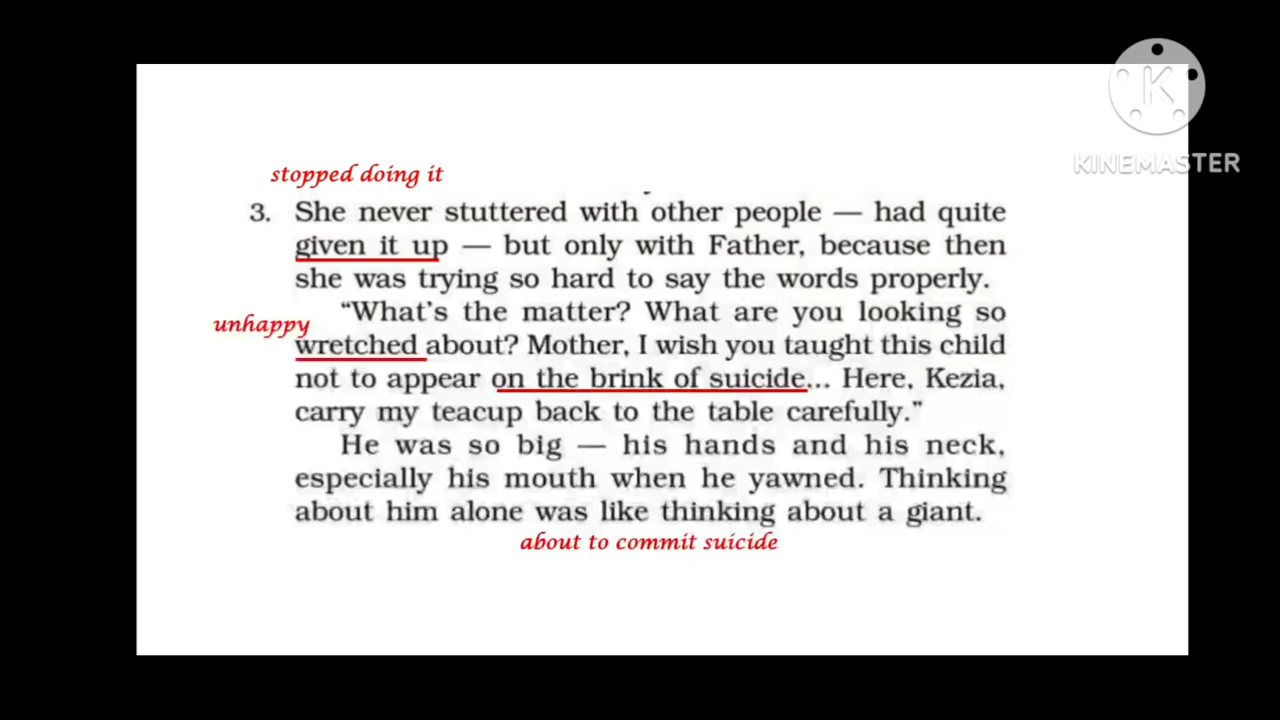 KINEMASTER
stopped doing it
3. She never stuttered with other people — had quite
given it up — but only with Father, because then
she was trying so hard to say the words properly.
“What's the matter? What are you looking so
unhappy
wretched about? Mother, I wish you taught this child
not to appear on the brink of suicide... Here, Kezia,
carry my teacup back to the table carefully.”
He was so big — his hands and his neck,
especially his mouth when he yawned. Thinking
about him alone was like thinking about a giant.
about to commit suicide